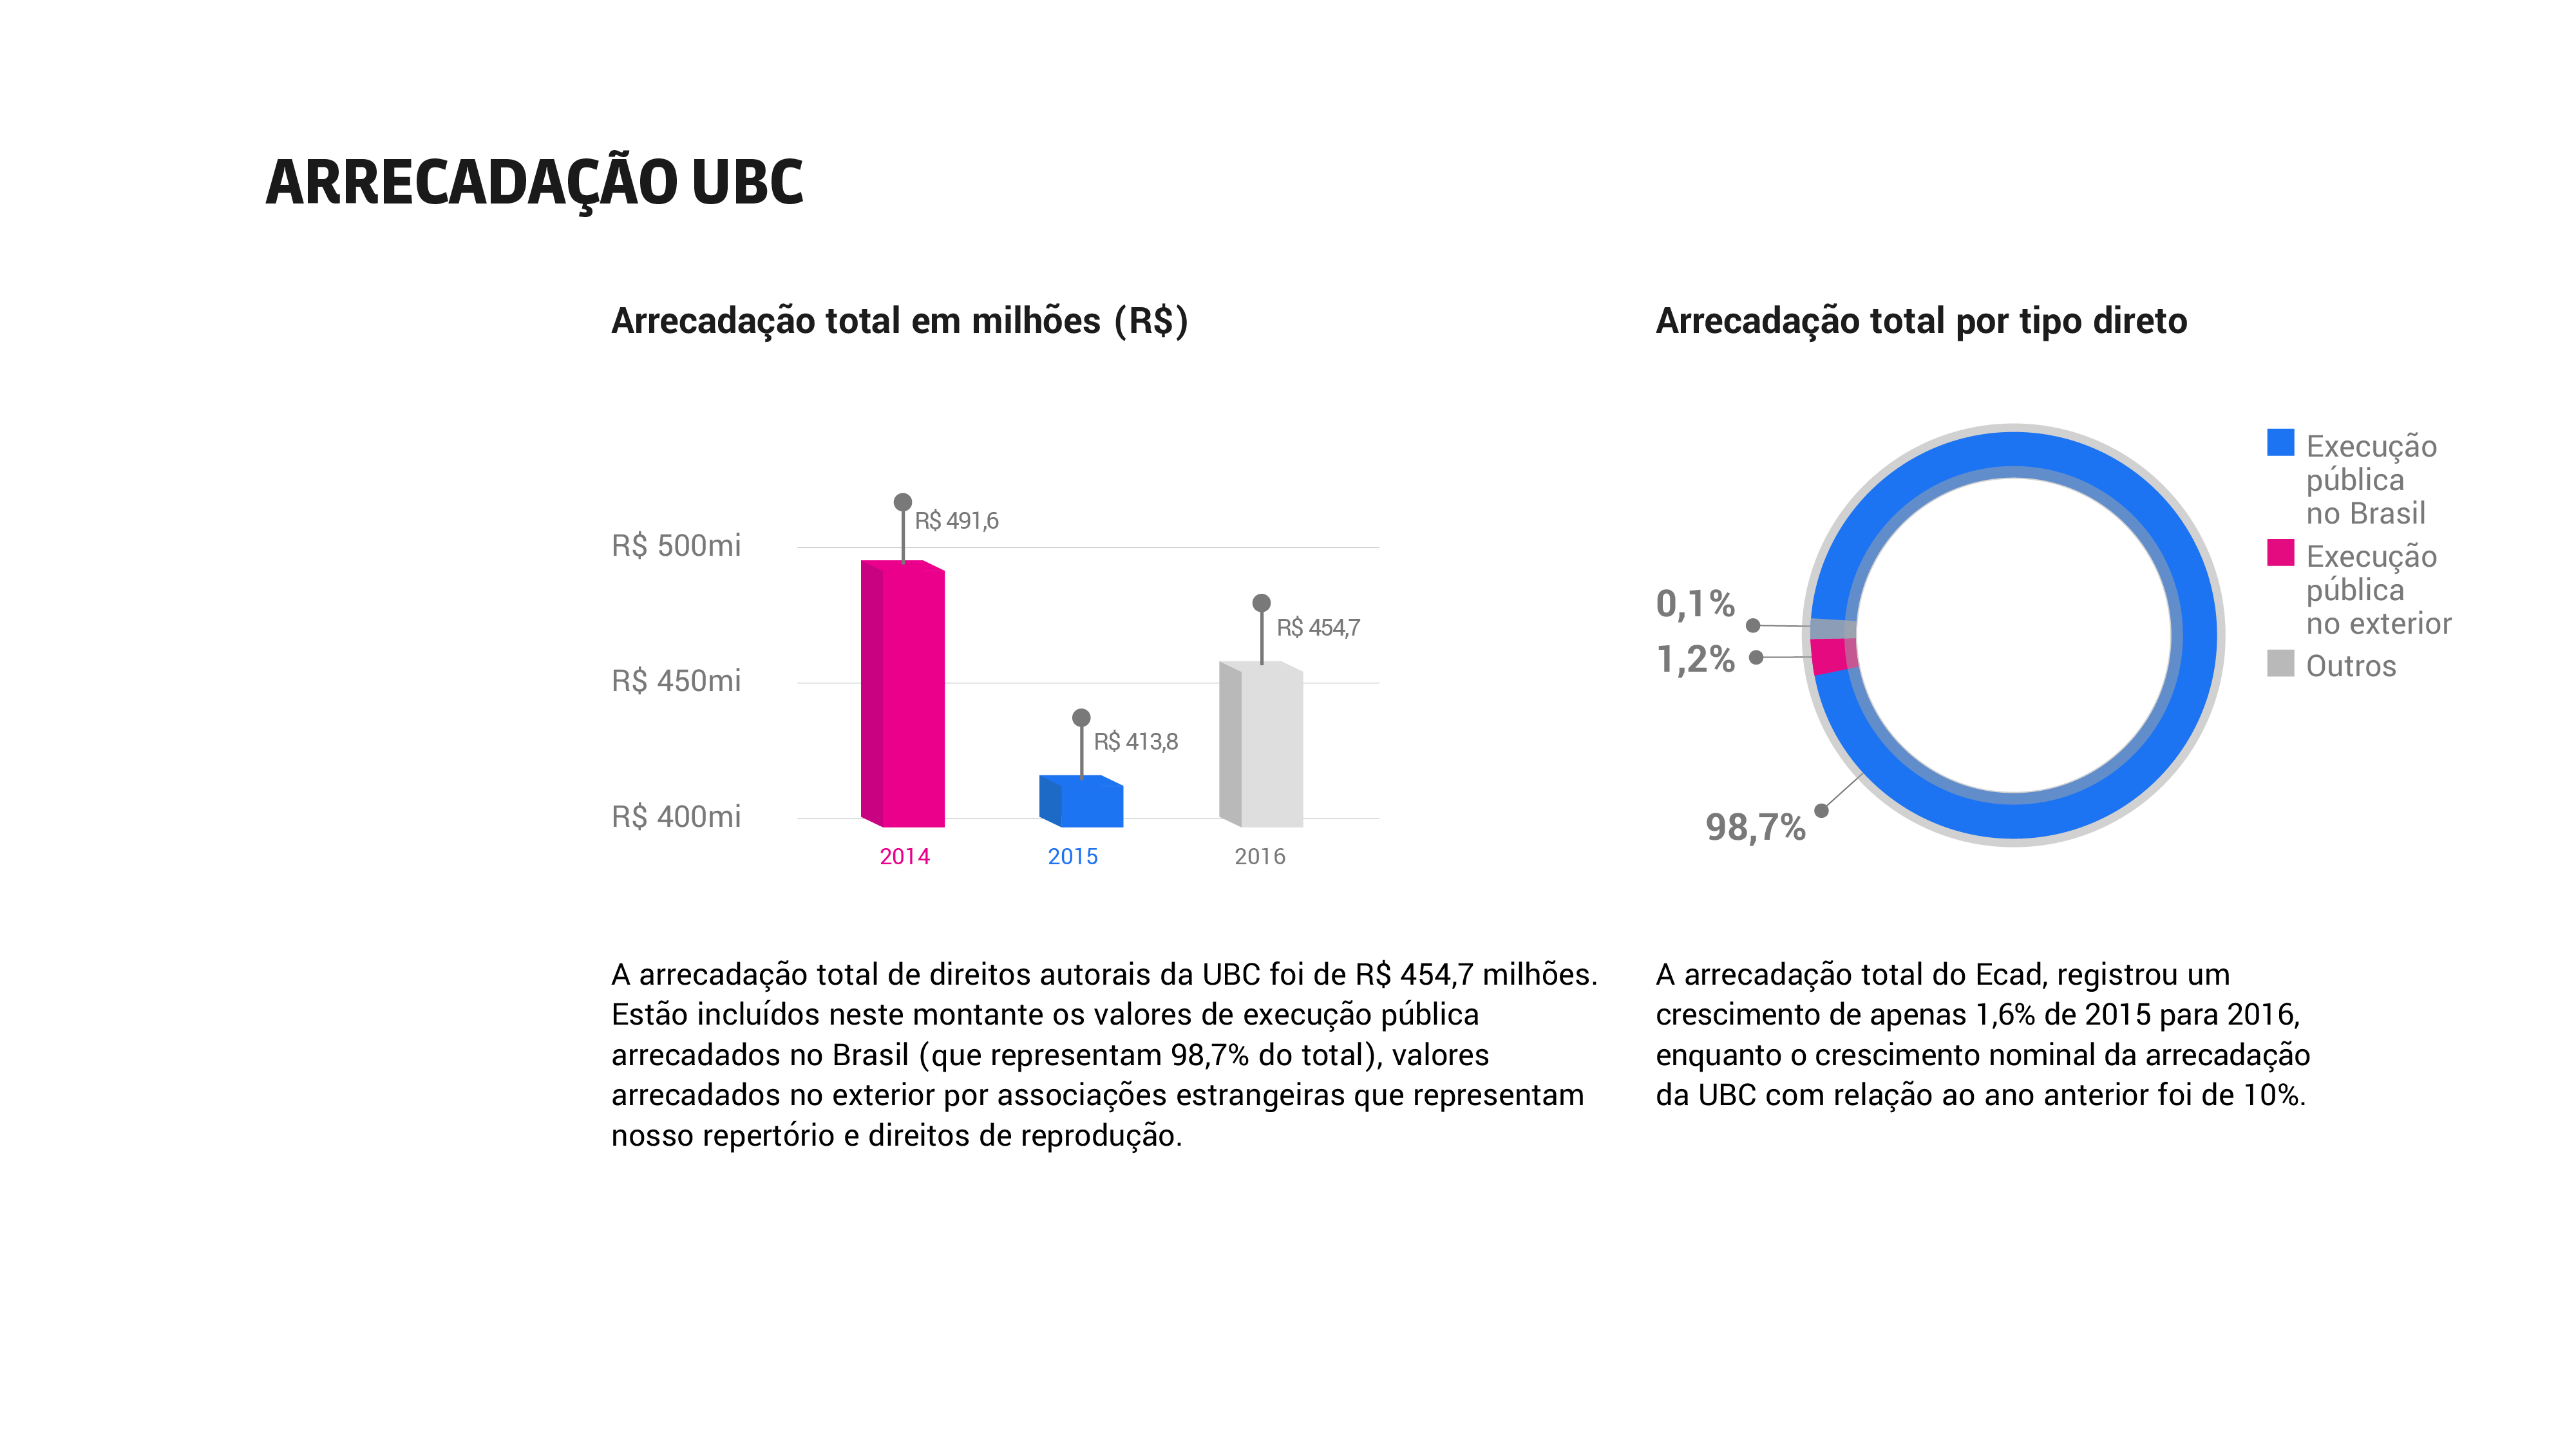 ARRECADAÇÃO UBC
Arrecadação total em milhões (R$)
R$ 500mi
R$ 450mi
R$ 400mi
R$ 491,6
R$ 413,8
R$ 454,7
2014
2015
2016
A arrecadação total de direitos autorais da UBC foi de R$ 454,7 milhões.
Estão incluídos neste montante os valores de execução pública
arrecadados no Brasil (que representam 98,7% do total), valores
arrecadados no exterior por associações estrangeiras que representam
nosso repertório e direitos de reprodução.
Arrecadação total por tipo direto
0,1%
1,2%
98,7%
Execução
pública
no Brasil
Execução
pública
no exterior
Outros
A arrecadação total do Ecad, registrou um
crescimento de apenas 1,6% de 2015 para 2016,
enquanto o crescimento nominal da arrecadação
da UBC com relação ao ano anterior foi de 10%.